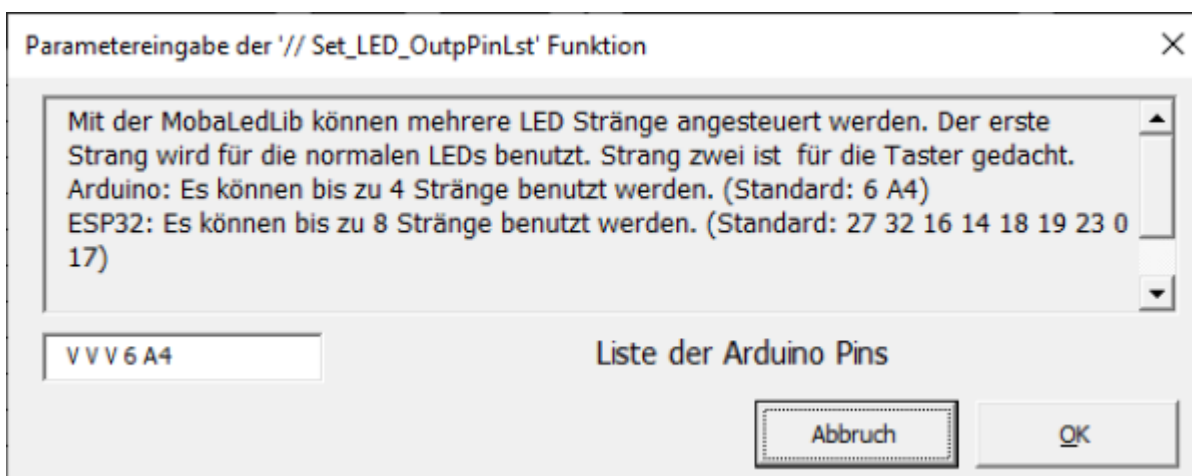 Parametereingabe der '// Set_LED_OutpPinLst' Funktion
Mit der MobaLedLib können mehrere LED Stränge angesteuert werden. Der erste
Strang wird für die normalen LEDs benutzt. Strang zwei ist  für die Taster gedacht.
Arduino: Es können bis zu 4 Stränge benutzt werden. (Standard: 6 A4)
ESP32: Es können bis zu 8 Stränge benutzt werden. (Standard: 27 32 16 14 18 19 23 0
17)
V V V 6 A4
Liste der Arduino Pins
Abbruch
OK